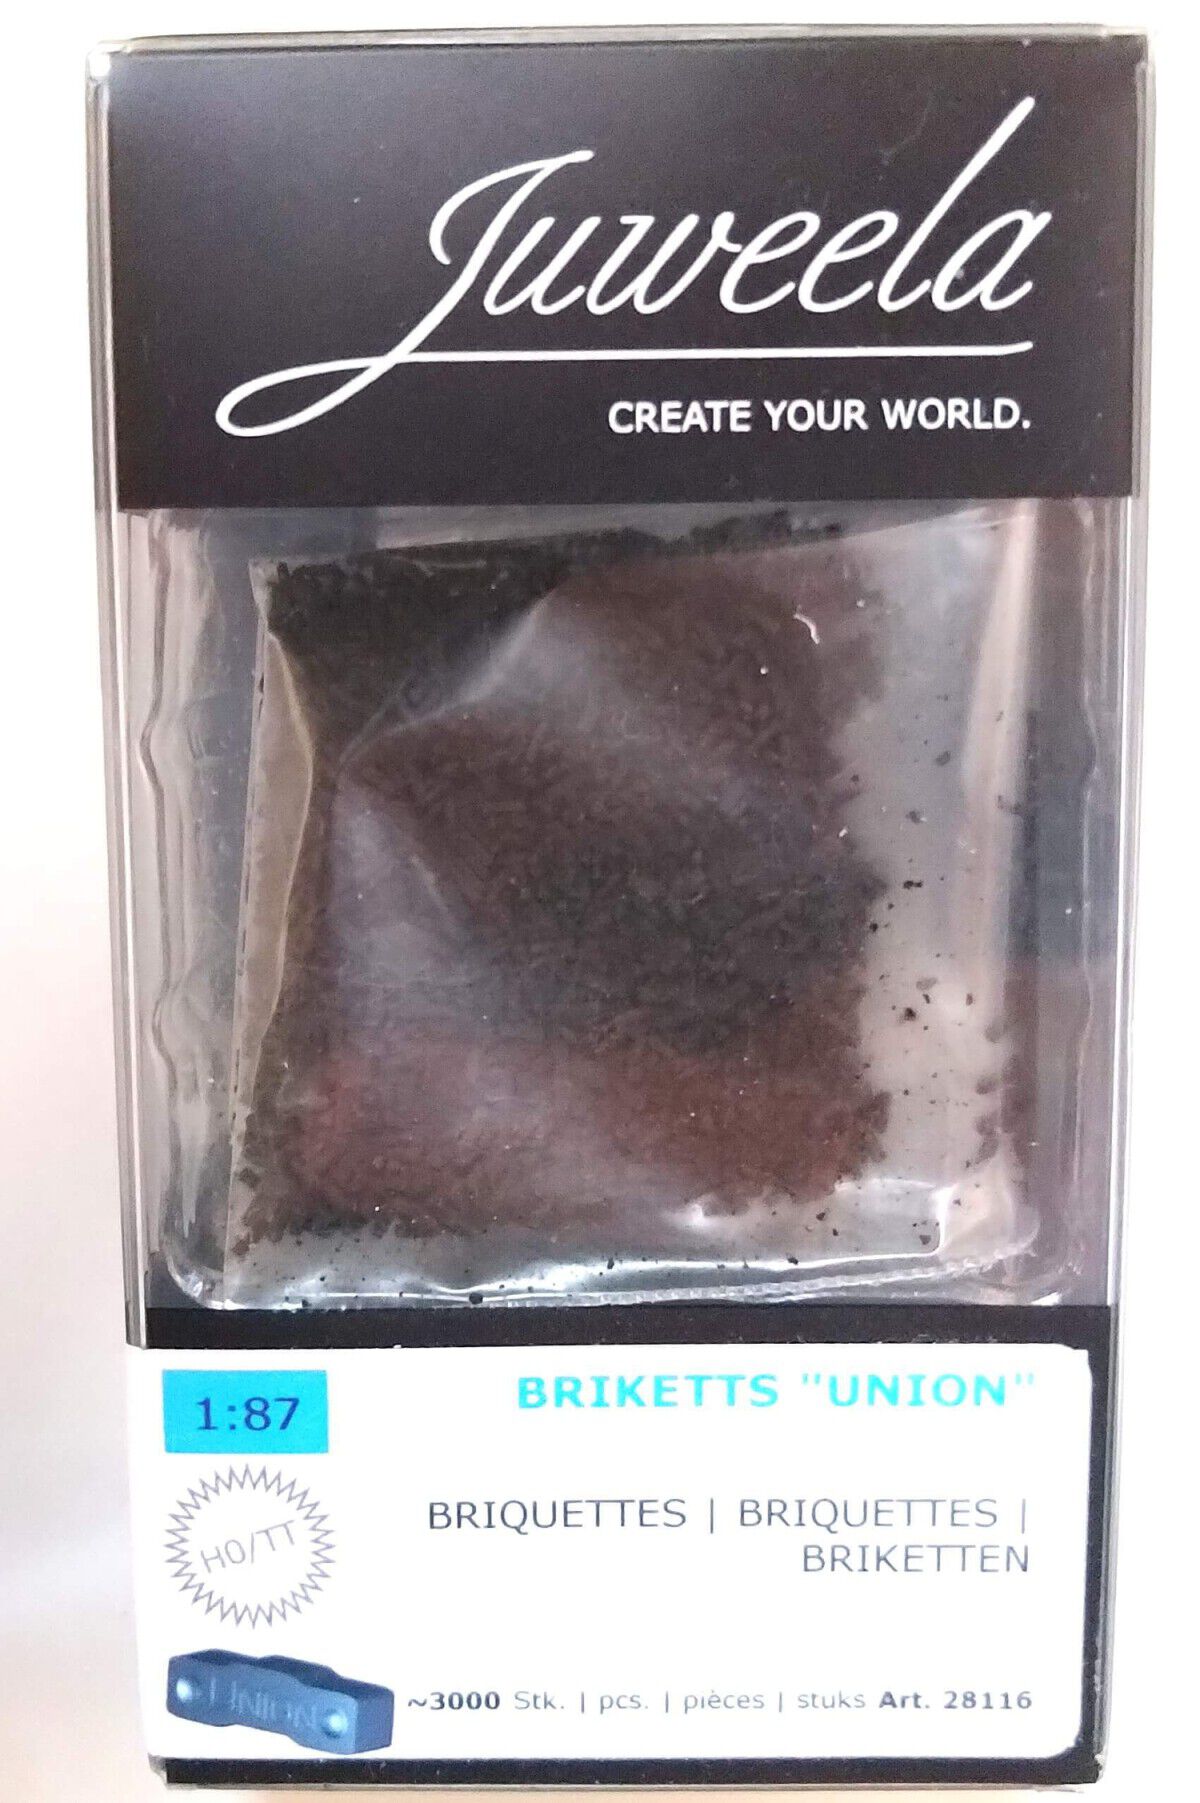 Juweela
CREATE YOUR WORLD.
1:87
BRIKETTS "UNION"
H0/TT
BRIQUETTES | BRIQUETTES |
BRIKETTEN
UNION
~3000 Stk. | pcs. | pièces | stuks Art. 28116